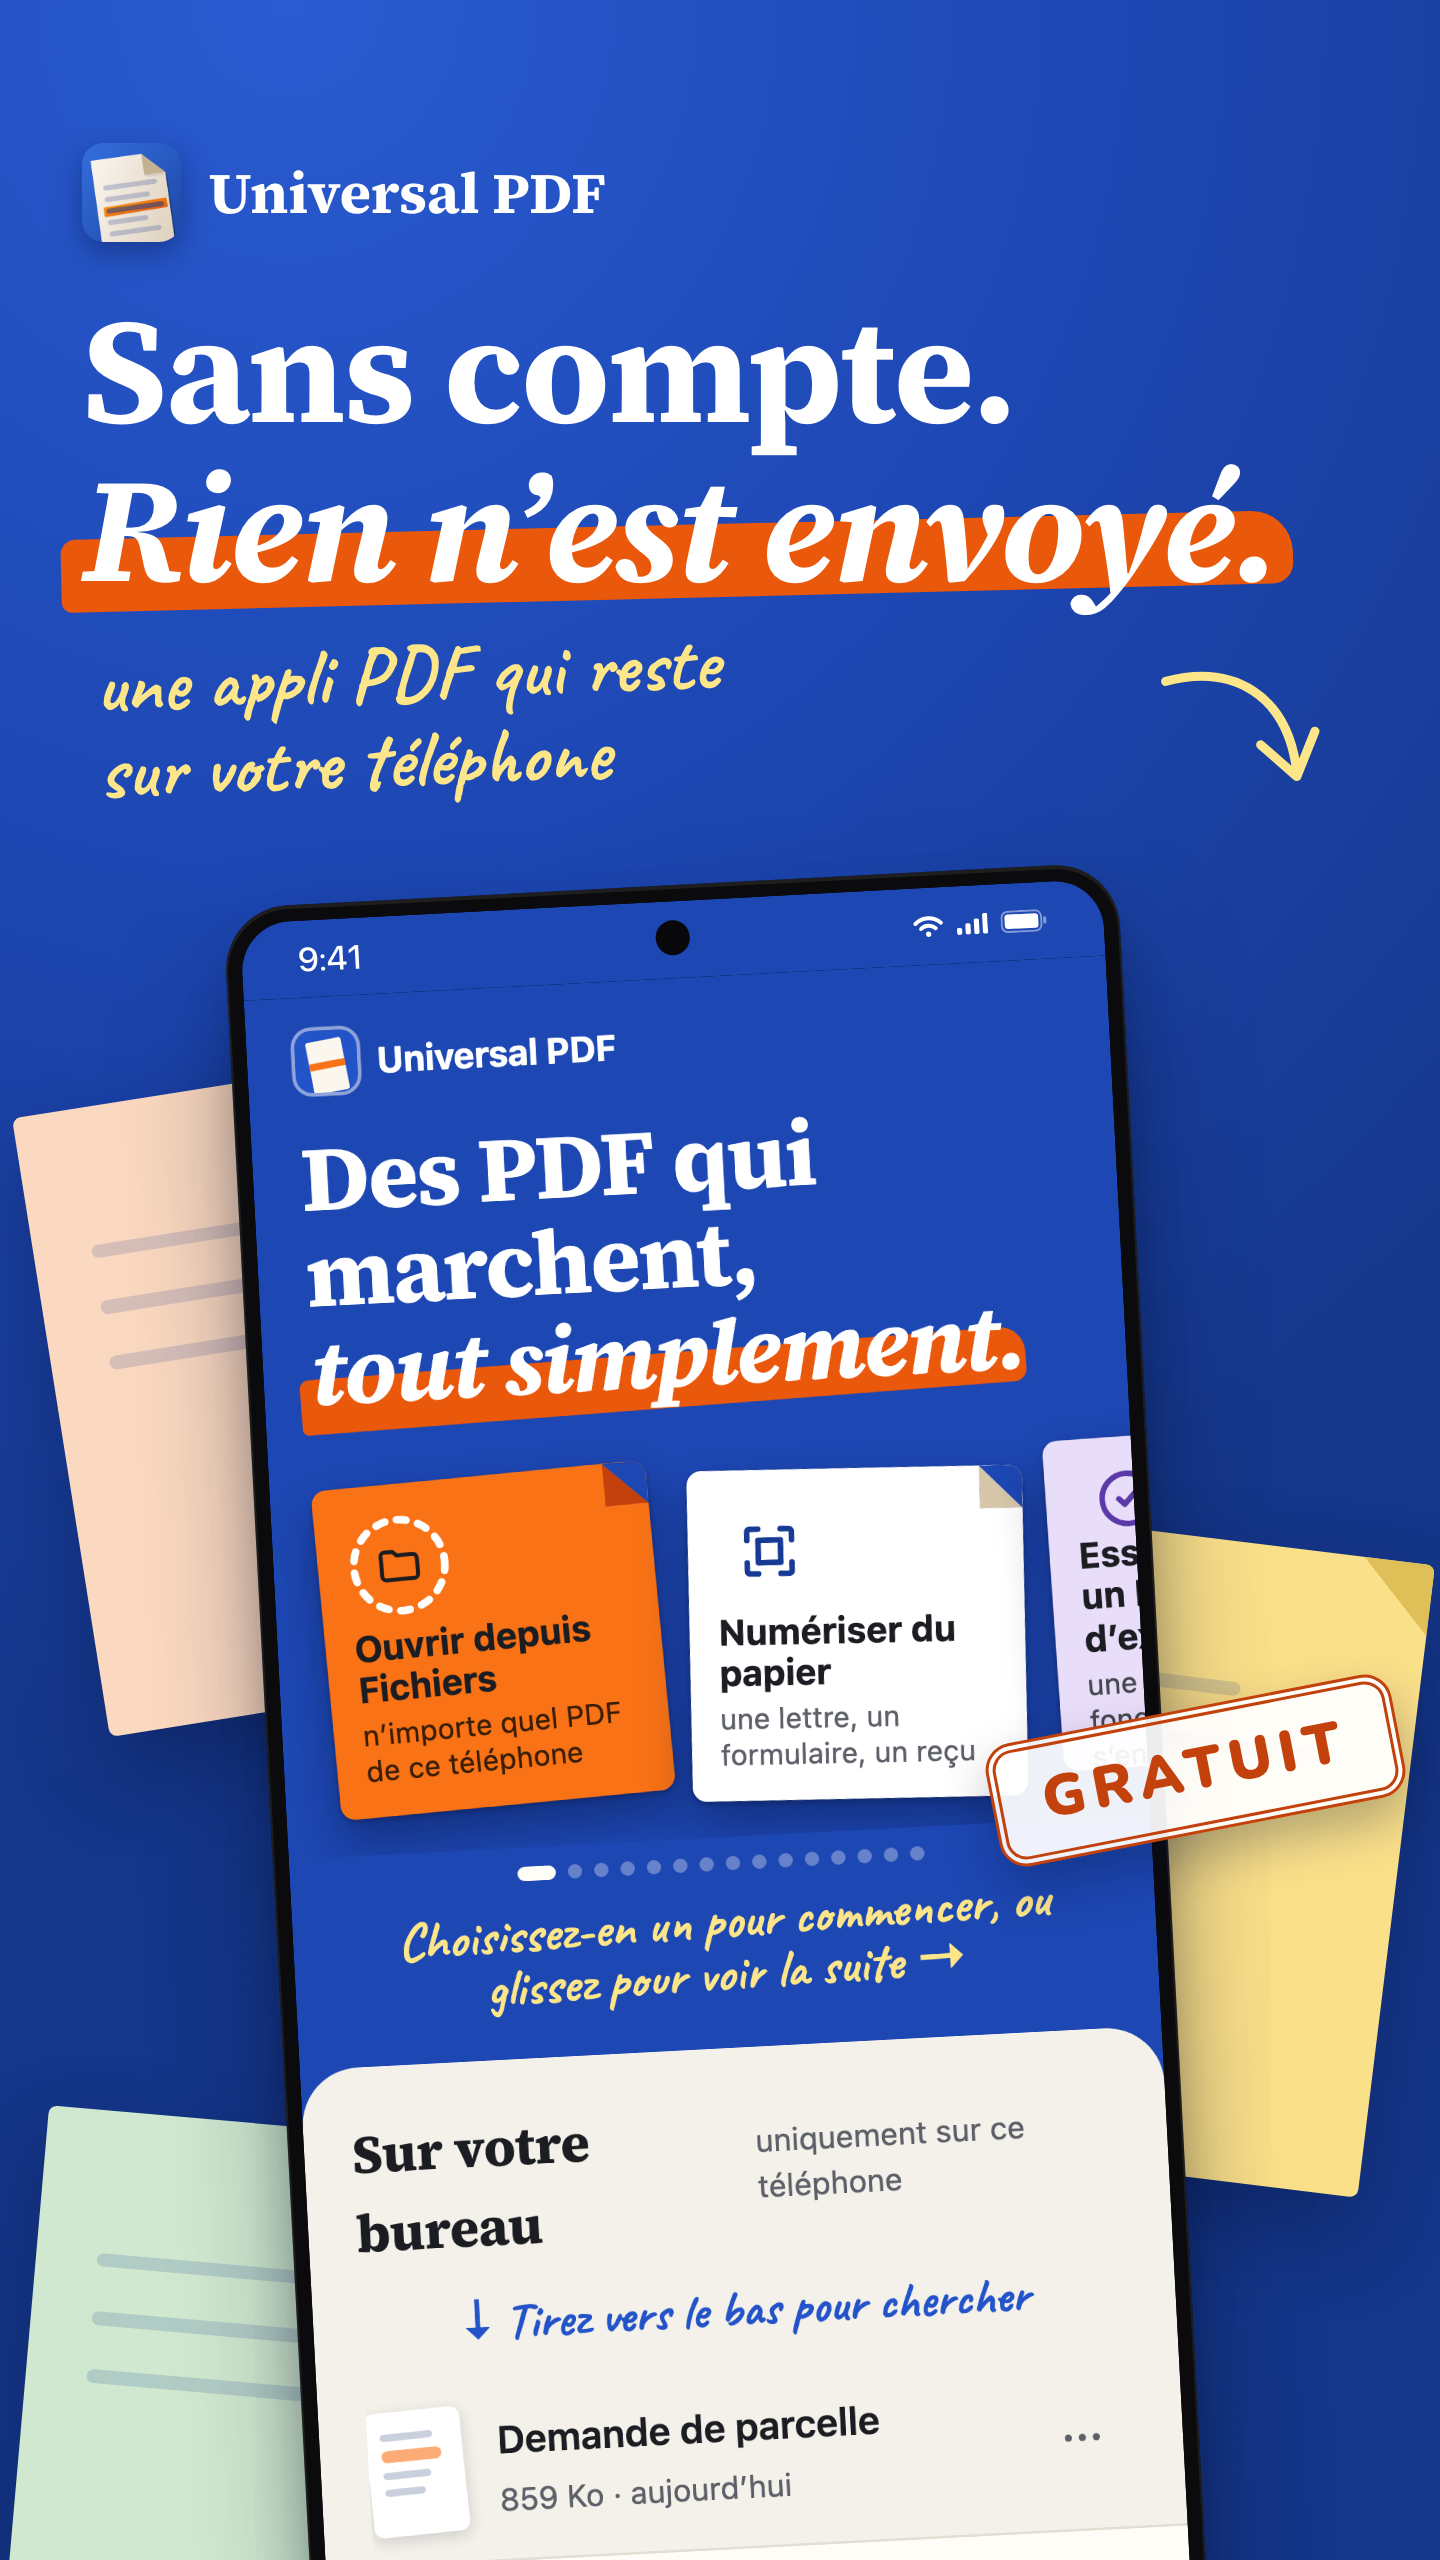 Universal PDF
Sans compte.
Rien n’est envoyé.
une appli PDF qui reste
sur votre téléphone
9:41
Universal PDF
Des PDF qui
marchent,
tout simplement.
Ouvrir depuis
Fichiers
n’importe quel PDF
de ce téléphone
Numériser du
papier
une lettre, un
formulaire, un reçu
Ess
un
d’e
une
GRATUIT
Choisissez-en un pour commencer, ou
glissez pour voir la suite →
Sur votre
bureau
uniquement sur ce
téléphone
↓ Tirez vers le bas pour chercher
Demande de parcelle
859 Ko · aujourd’hui